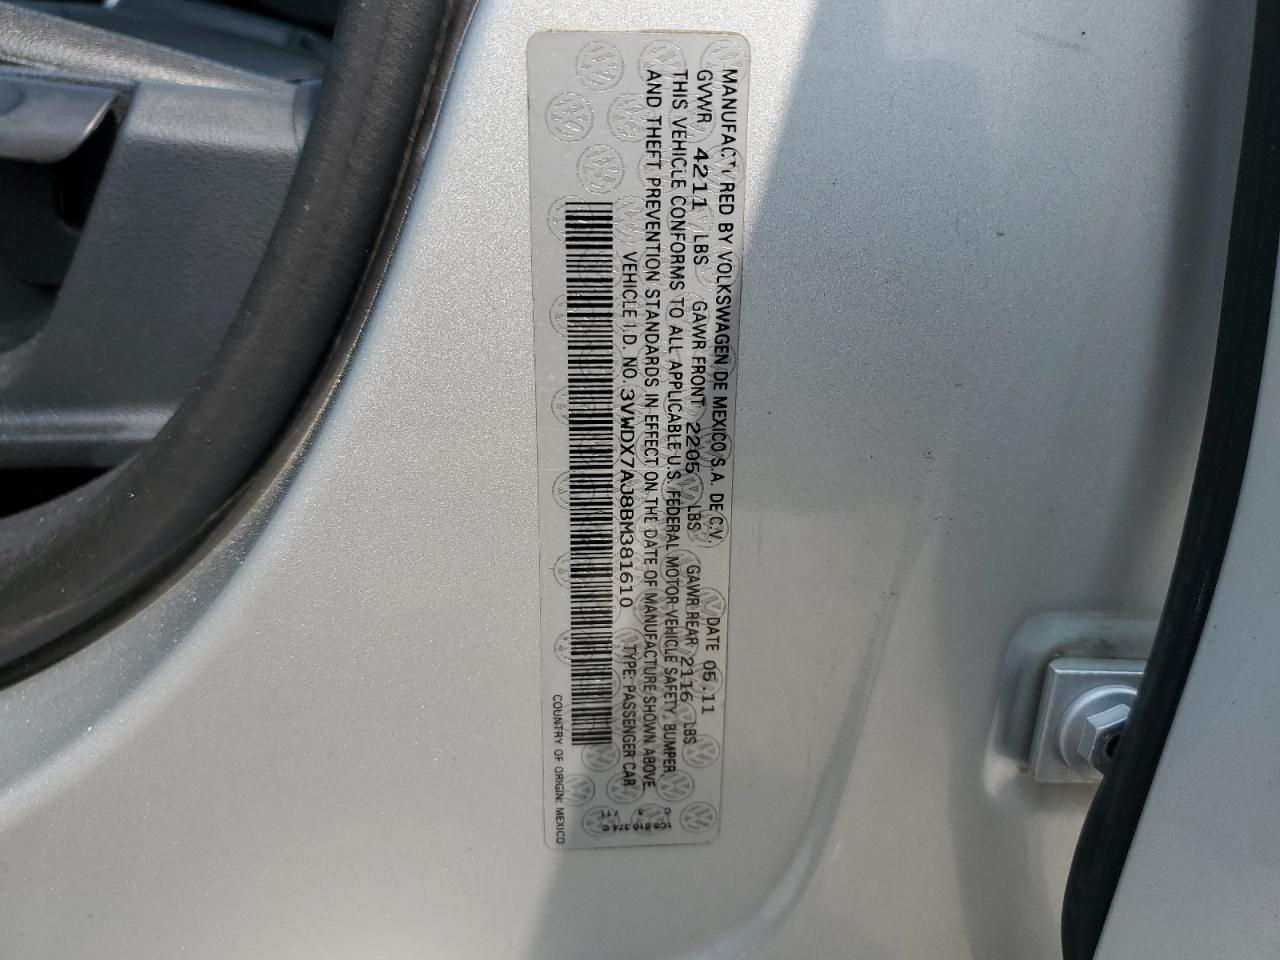 MANUFACTVRED BY VOLKSWAGEN DE MEXICO S.A. DE C.V. DATE 05.11
GVWR 4211 LBS GAWR FRONT 2205 LBS GAWR REAR 2116 LBS
THIS VEHICLE CONFORMS TO ALL APPLICABLE U.S. FEDERAL MOTOR VEHICLE SAFETY, BUMPER,
AND THEFT PREVENTION STANDARDS IN EFFECT ON THE DATE OF MANUFACTURE SHOWN ABOVE.
VEHICLE I.D. NO. 3VWDX7AJ8BM381610 TYPE: PASSENGER CAR
COUNTRY OF ORIGIN: MEXICO